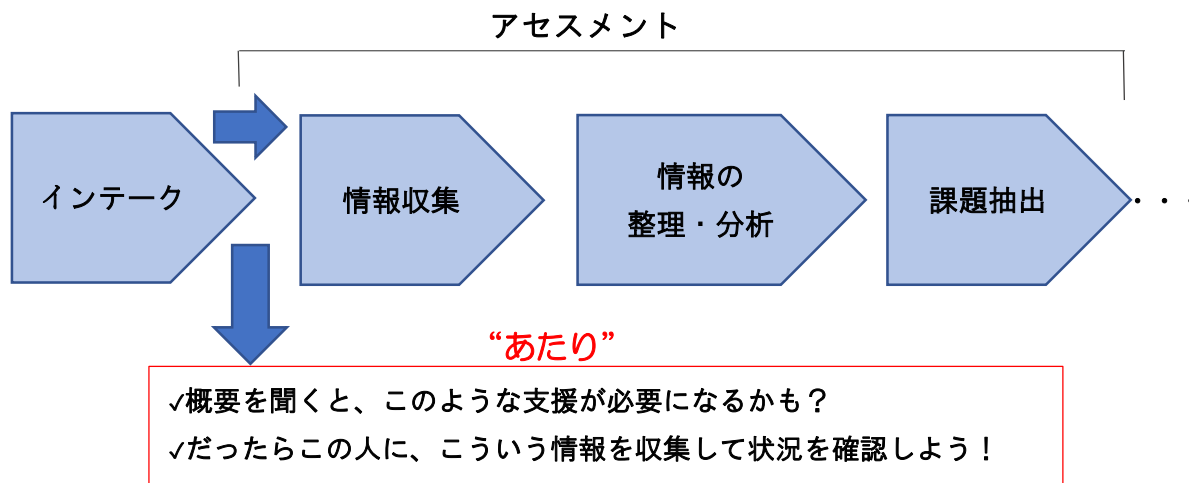 アセスメント
インテーク
情報収集
情報の
整理・分析
課題抽出
・・・
“あたり”
✓概要を聞くと、このような支援が必要になるかも？
✓だったらこの人に、こういう情報を収集して状況を確認しよう！